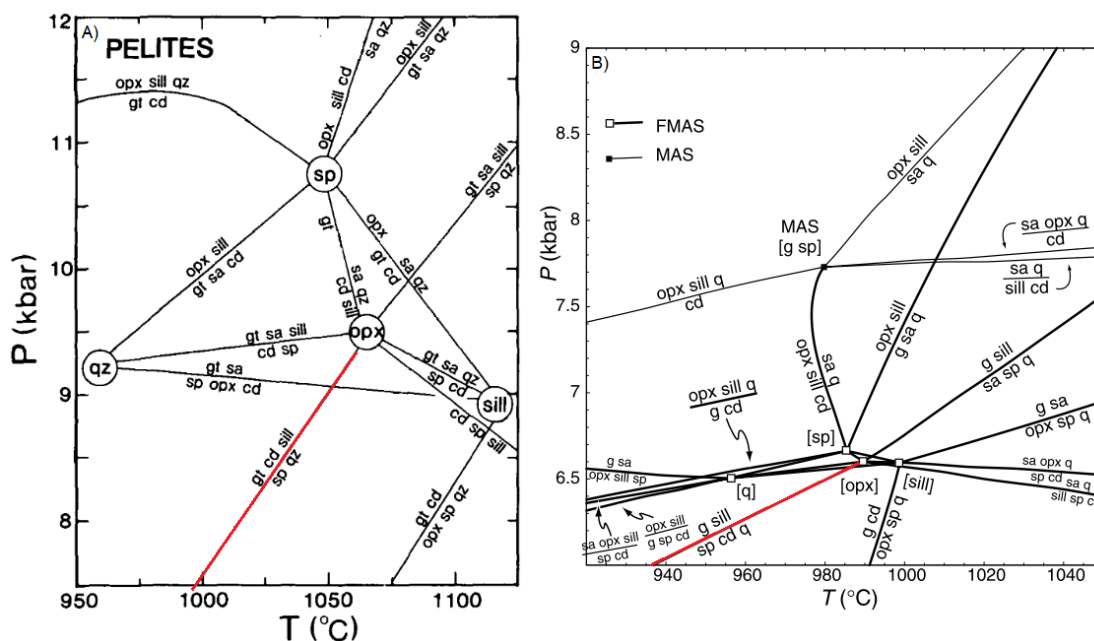 A)
PELITES
12
11
10
9
8
P (kbar)
950
1000
1050
1100
T (°C)
opx sill qz
gt cd
opx
sill cd
sa qz
opx sill
gt sa qz
sp
opx sill
gt sa cd
gt
sa qz
cd sill
opx
gt cd
sa qz
gt sa sill
sp qz
opx
qz
gt sa sill
cd sp
gt sa
sp opx cd
gt sa qz
sp cd
sill
cd sp sill
gt cd sill
sp qz
gt cd
opx sp qz
B)
9
8.5
8
7.5
7
6.5
P (kbar)
920
940
960
980
1000
1020
1040
T (°C)
FMAS
MAS
opx sill
sa q
MAS
[g sp]
sa opx q
cd
sa q
sill cd
opx sill q
cd
sa q
opx sill cd
opx sill
g sa q
g sill
sa sp q
opx sill q
g cd
[sp]
g sa
opx sp q
g sa
opx sill sp
[q]
[opx]
[sill]
sa opx q
sp cd sa q
sill sp c
sa opx sill
sp cd
opx sill
g sp cd
g sill
sp cd q
g cd
opx sp q